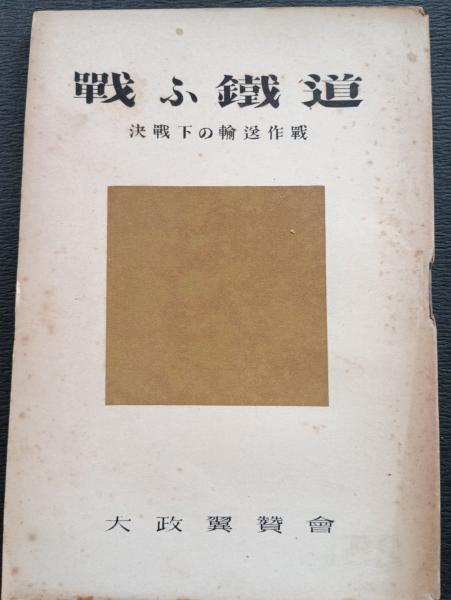 戰ふ鐵道
決戰下の輸送作戰
大政翼贊會